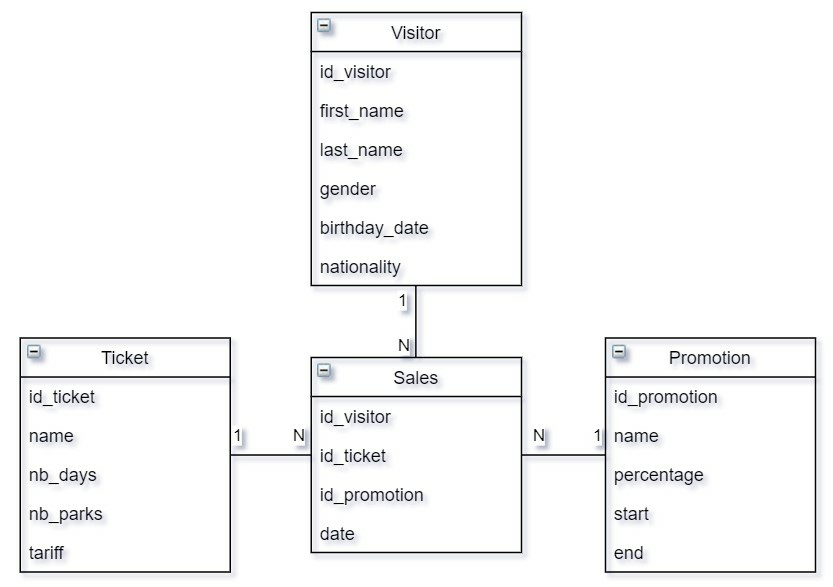 Visitor
id_visitor
first_name
last_name
gender
birthday_date
nationality
1
N
Ticket
id_ticket
name
nb_days
nb_parks
tariff
1
N
Sales
id_visitor
id_ticket
id_promotion
date
N
1
Promotion
id_promotion
name
percentage
start
end